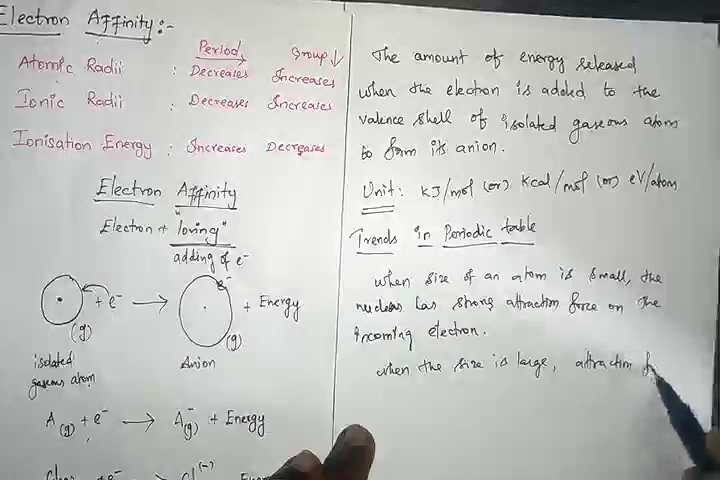 Electron Affinity:-
Period Group ↓
Atomic Radii : Decreases Increases
Ionic Radii : Decreases Increases
Ionisation Energy : Increases Decreases
Electron Affinity
Electron + "loving"
adding of e⁻
+ e⁻ → e⁻ + Energy
(g) (g)
isolated Anion
gaseous atom
A(g) + e⁻ → A⁻(g) + Energy
+ e⁻ → Cl(-)
The amount of energy released
when the electron is added to the
valence shell of isolated gaseous atom
to form its anion.
Unit: KJ/mol (or) Kcal/mol (or) eV/atom
Trends in Periodic table
when size of an atom is small, the
nucleus has strong attraction force on the
incoming electron.
when the size is large, attraction f